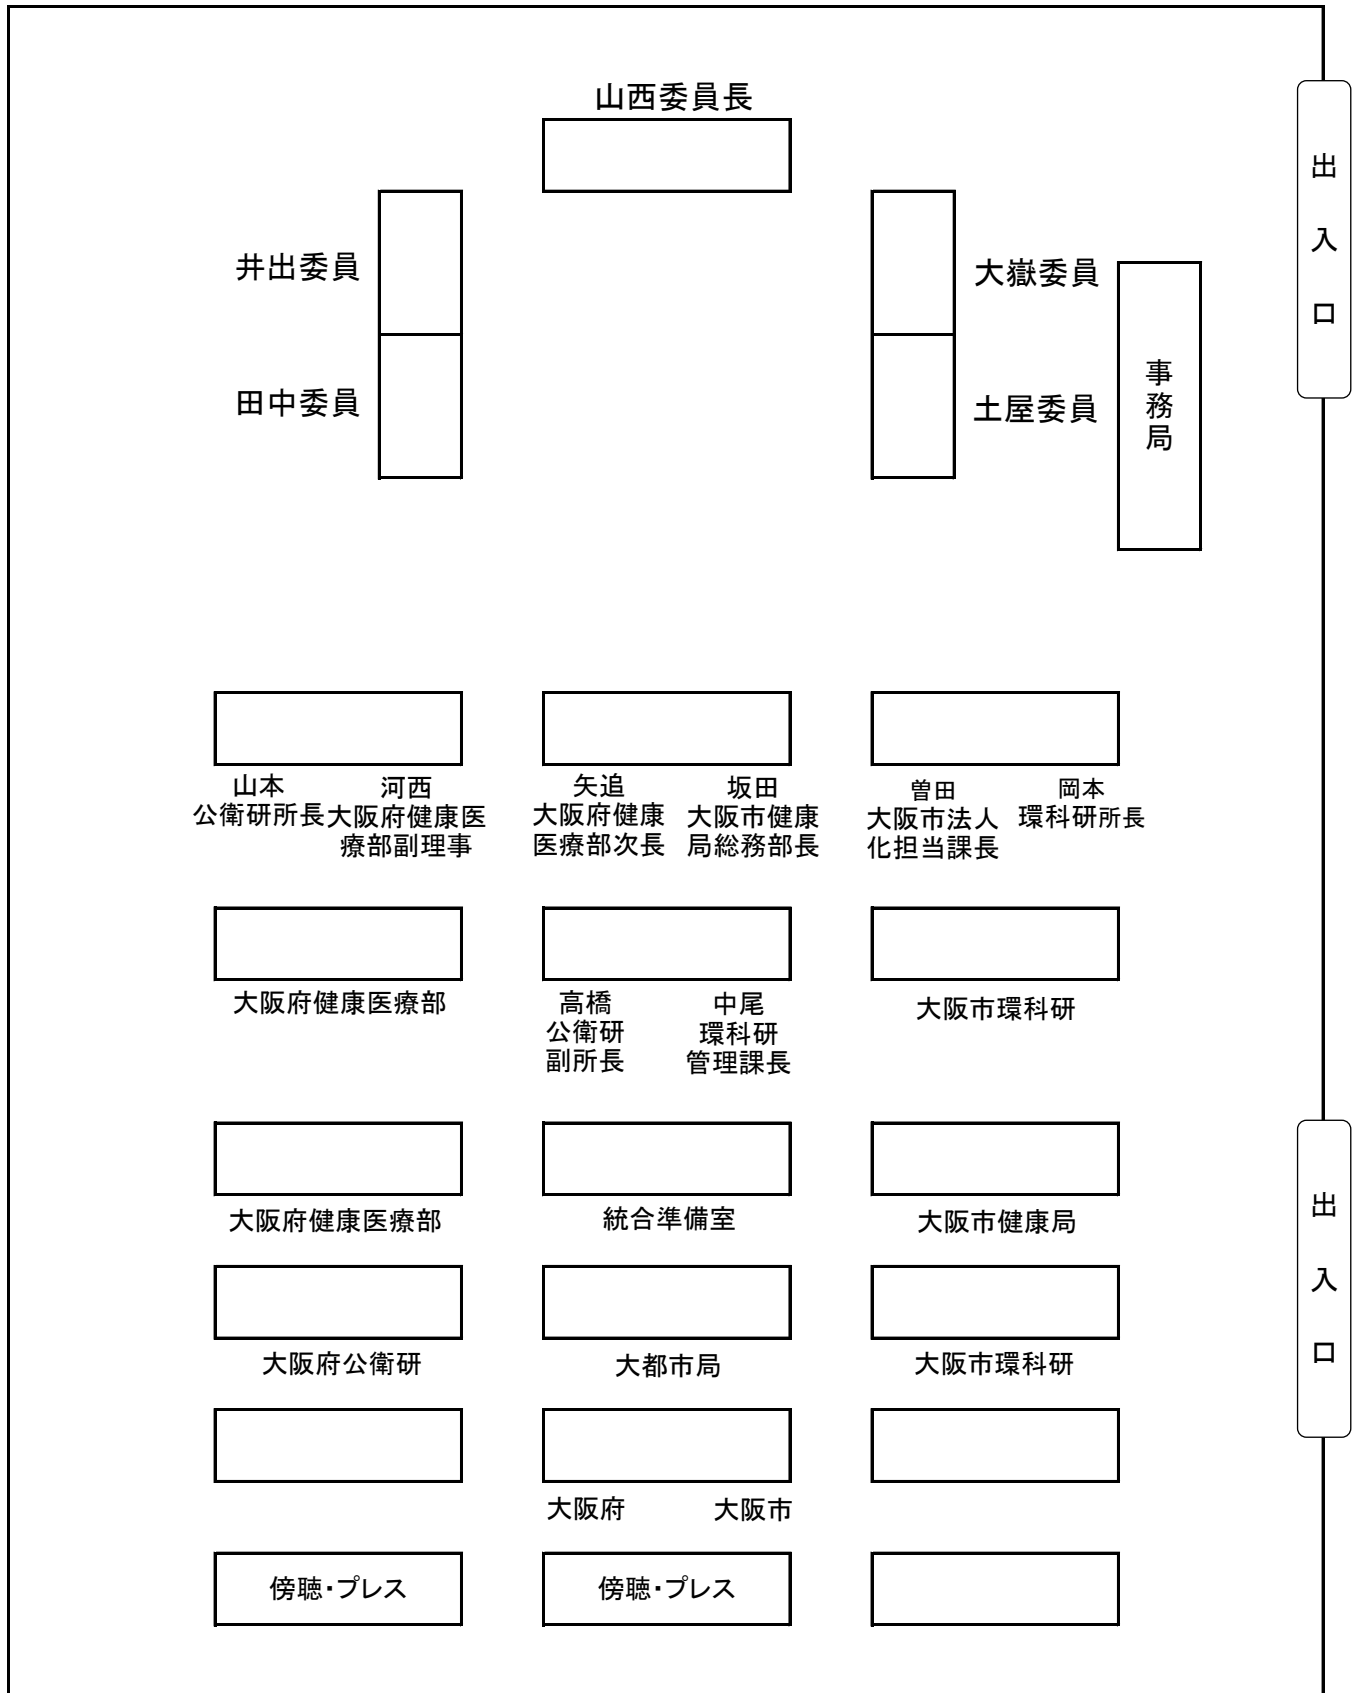 山西委員長
出入口
井出委員
大嶽委員
田中委員
土屋委員
事務局
山本
公衛研所長
河西
大阪府健康医
療部副理事
矢追
大阪府健康
医療部次長
坂田
大阪市健康
局総務部長
曽田
大阪市法人
化担当課長
岡本
環科研所長
大阪府健康医療部
高橋
公衛研
副所長
中尾
環科研
管理課長
大阪市環科研
大阪府健康医療部
統合準備室
大阪市健康局
出入口
大阪府公衛研
大都市局
大阪市環科研
大阪府
大阪市
傍聴・プレス
傍聴・プレス